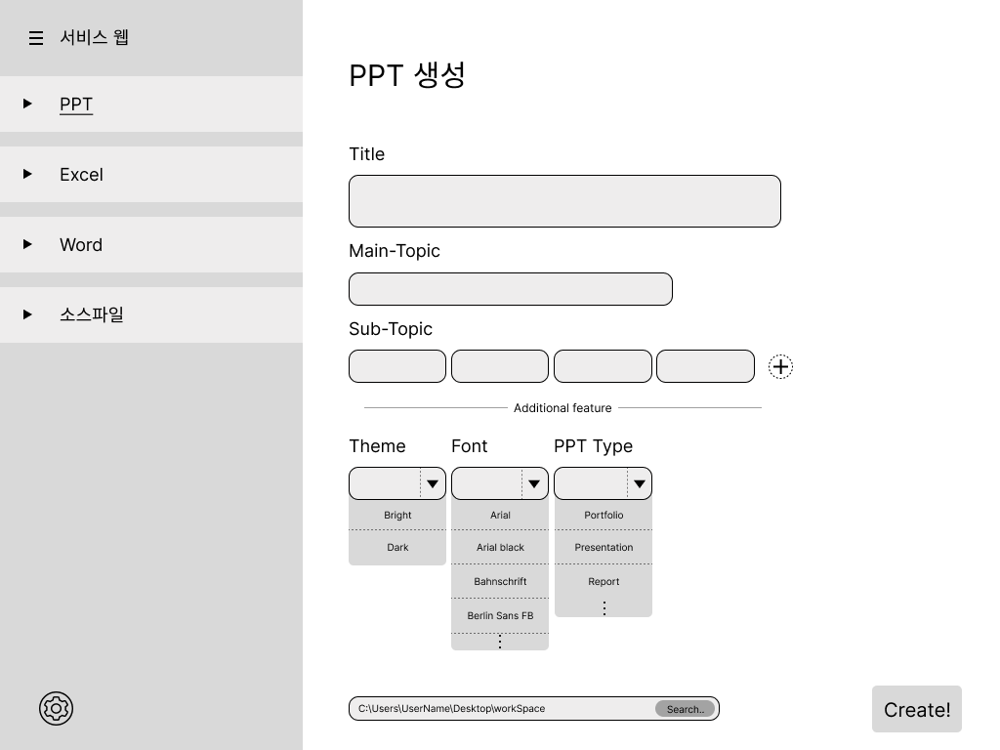 서비스 웹
PPT
Excel
Word
소스파일
PPT 생성
Title
Main-Topic
Sub-Topic
Additional feature
Theme Font PPT Type
Bright Arial Portfolio
Dark Arial black Presentation
Bahnschrift Report
Berlin Sans FB
C:\Users\UserName\Desktop\workSpace Search..
Create!